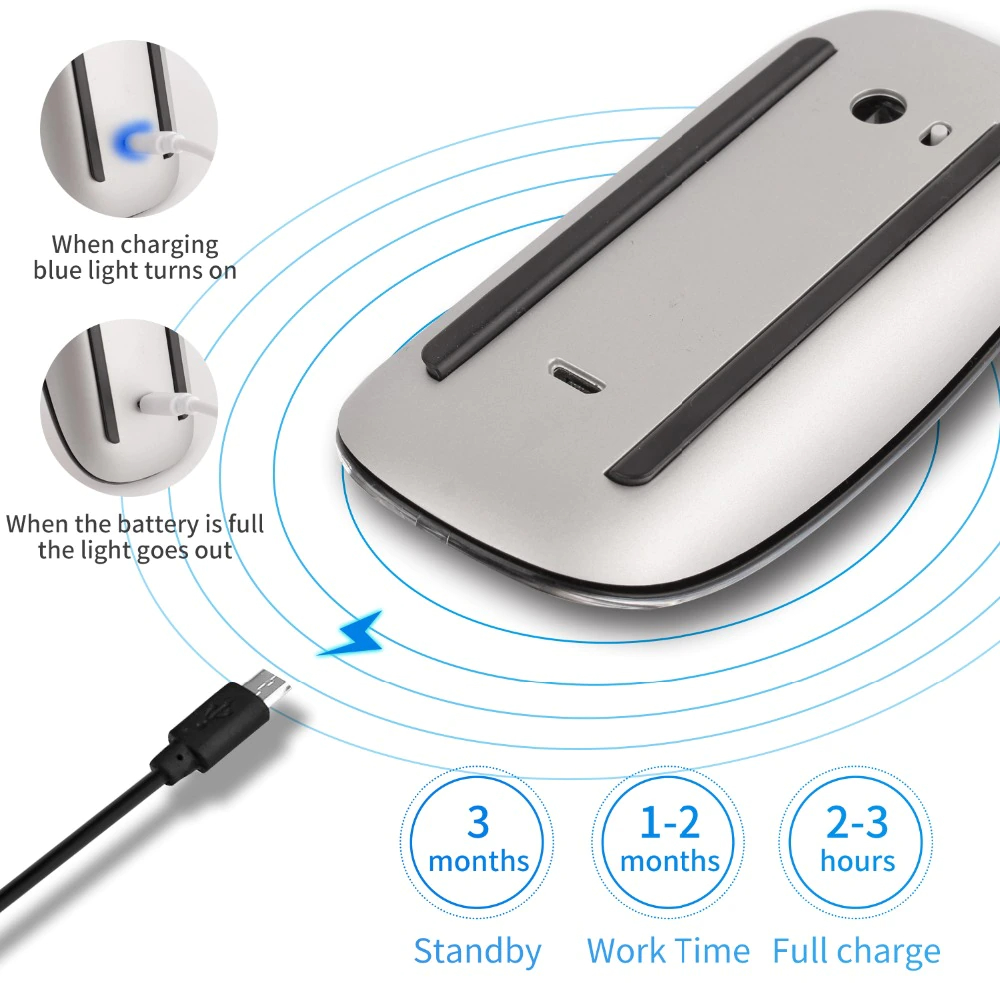 When charging
blue light turns on
When the battery is full
the light goes out
3
months
Standby
1-2
months
Work Time
2-3
hours
Full charge